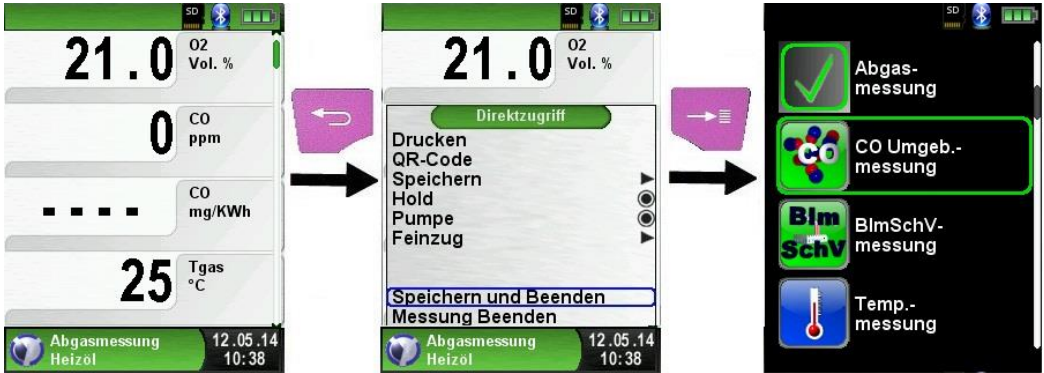 SD
21.0
O2
Vol. %
0
CO
ppm
----
CO
mg/KWh
25
Tgas
°C
Abgasmessung
Heizöl
12.05.14
10:38
SD
21.0
O2
Vol. %
Direktzugriff
Drucken
QR-Code
Speichern
Hold
Pumpe
Feinzug
Speichern und Beenden
Messung Beenden
Abgasmessung
Heizöl
12.05.14
10:38
SD
Abgas-
messung
CO
CO Umgeb.-
messung
BIm
SchV
BImSchV-
messung
Temp.-
messung